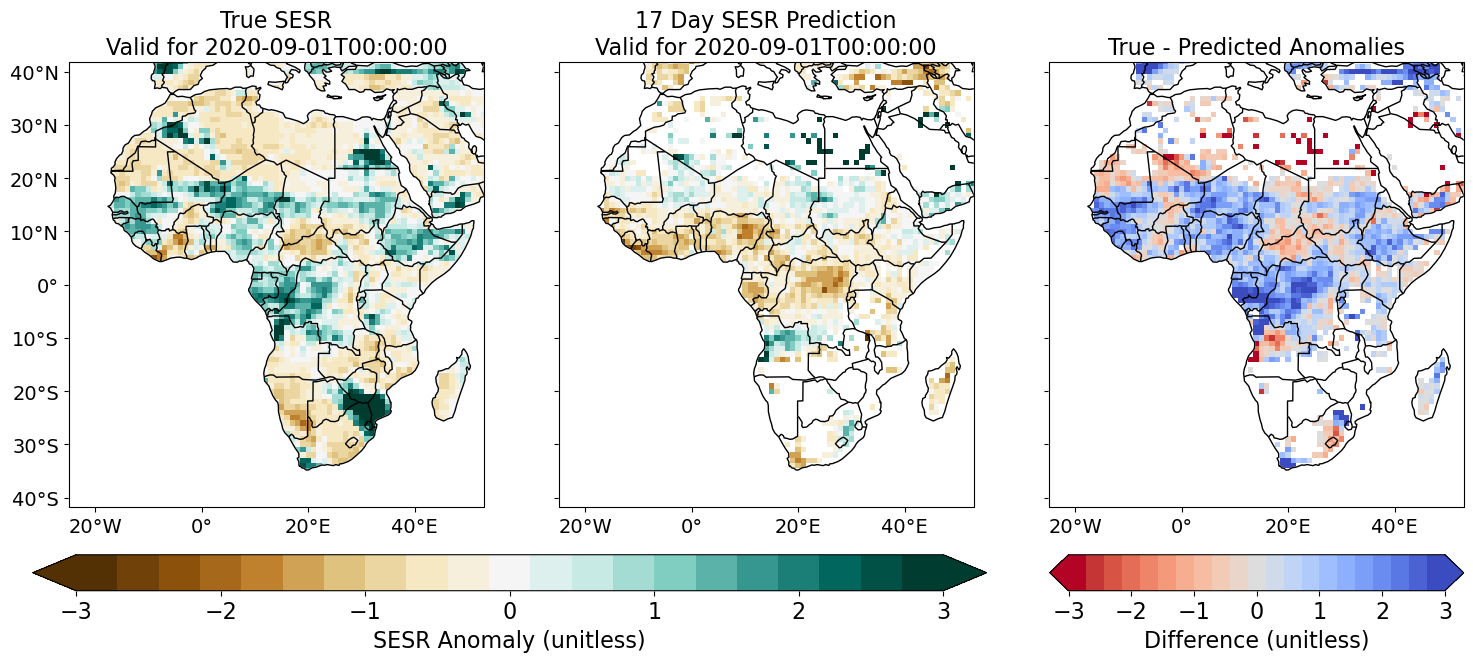 True SESR
Valid for 2020-09-01T00:00:00
17 Day SESR Prediction
Valid for 2020-09-01T00:00:00
True - Predicted Anomalies
40°N
30°N
20°N
10°N
0°
10°S
20°S
30°S
40°S
20°W 0° 20°E 40°E
20°W 0° 20°E 40°E
20°W 0° 20°E 40°E
−3 −2 −1 0 1 2 3
SESR Anomaly (unitless)
−3 −2 −1 0 1 2 3
Difference (unitless)